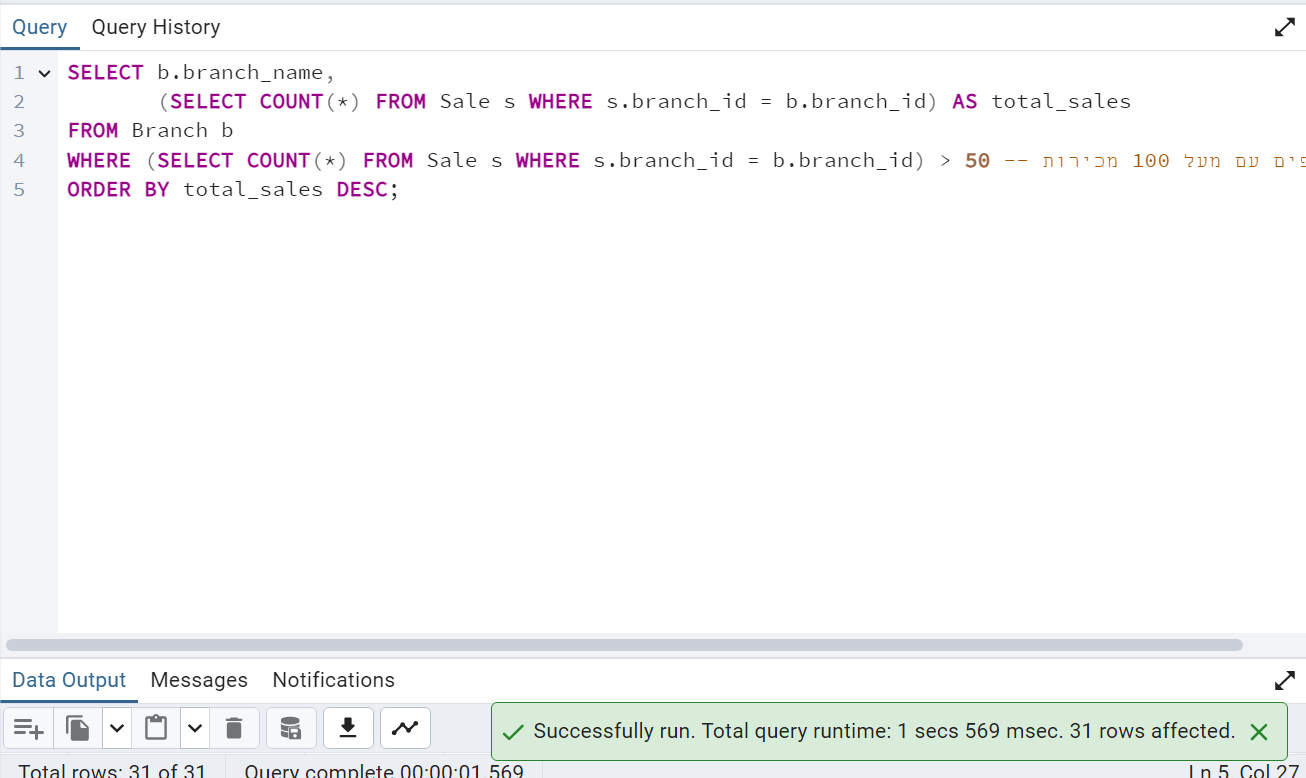 Query Query History
1 SELECT b.branch_name,
2 (SELECT COUNT(*) FROM Sale s WHERE s.branch_id = b.branch_id) AS total_sales
3 FROM Branch b
4 WHERE (SELECT COUNT(*) FROM Sale s WHERE s.branch_id = b.branch_id) > 50 -- עם מעל 100 מכירות
5 ORDER BY total_sales DESC;
Data Output Messages Notifications
Successfully run. Total query runtime: 1 secs 569 msec. 31 rows affected.
Total rows: 31 of 31 Query complete 00:00:01.569 Ln 5, Col 27